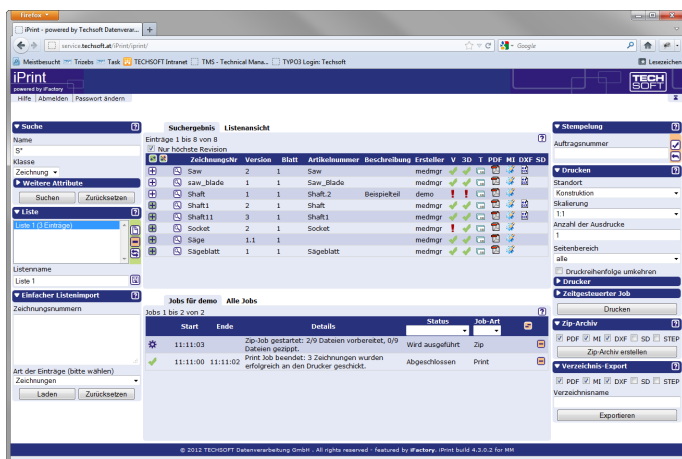 Firefox
iPrint - powered by Techsoft Datenverar...
service.techsoft.at/iPrint/iprint/
Google
Meistbesucht Trizebs Task TECHSOFT Intranet TMS - Technical Mana... TYPO3 Login: Techsoft Lesezeichen
iPrint
powered by iFactory
TECH
SOFT
Hilfe | Abmelden | Passwort ändern
Suche
Name
S*
Klasse
Zeichnung
Weitere Attribute
Suchen Zurücksetzen
Liste
Liste 1 (3 Einträge)
Listenname
Liste 1
Einfacher Listenimport
Zeichnungsnummern
Art der Einträge (bitte wählen)
Zeichnungen
Laden Zurücksetzen
Suchergebnis Listenansicht
Einträge 1 bis 8 von 8
Nur höchste Revision
ZeichnungsNr Version Blatt Artikelnummer Beschreibung Ersteller V 3D T PDF MI DXF SD
Saw 2 1 Saw medmgr
saw_blade 1 1 Saw_Blade medmgr
Shaft 1 1 Shaft.2 Beispielteil demo
Shaft1 2 1 Shaft medmgr
Shaft11 3 1 Shaft1 medmgr
Socket 2 1 Socket medmgr
Säge 1.1 1 medmgr
Sägeblatt 1 1 Sägeblatt medmgr
Jobs für demo Alle Jobs
Jobs 1 bis 2 von 2
Start Ende Details Status Job-Art
11:11:03 Zip-Job gestartet: 2/9 Dateien vorbereitet, 0/9 Wird ausgeführt Zip
Dateien gezippt.
11:11:00 11:11:02 Print Job beendet: 3 Zeichnungen wurden Abgeschlossen Print
erfolgreich an den Drucker geschickt.
Stempelung
Auftragsnummer
Drucken
Standort
Konstruktion
Skalierung
1:1
Anzahl der Ausdrucke
1
Seitenbereich
alle
Druckreihenfolge umkehren
Drucker
Zeitgesteuerter Job
Drucken
Zip-Archiv
PDF MI DXF SD STEP
Zip-Archiv erstellen
Verzeichnis-Export
PDF MI DXF SD STEP
Verzeichnisname
Exportieren
© 2012 TECHSOFT Datenverarbeitung GmbH . All rights reserved - featured by iFactory. iPrint build 4.3.0.2 for MM